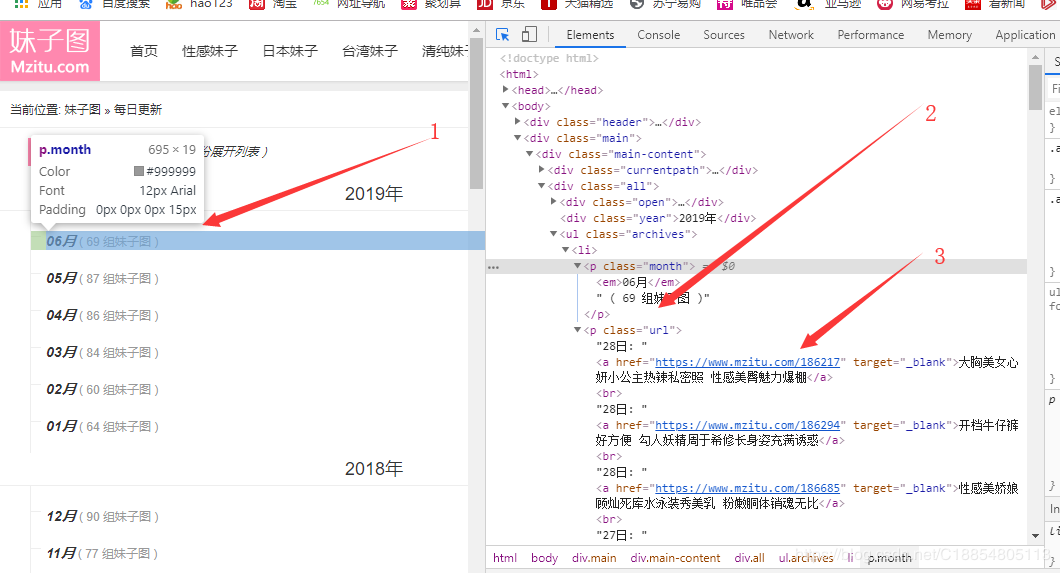 应用 百度搜索 hao123 淘宝 网址导航 聚划算 JD 京东 天猫精选 苏宁易购 唯品会 亚马逊 网易考拉 看新闻
妹子图
Mzitu.com
首页 性感妹子 日本妹子 台湾妹子 清纯妹子
当前位置: 妹子图 » 每日更新
份展开列表 )
p.month 695 × 19
Color #999999
Font 12px Arial
Padding 0px 0px 0px 15px
1
2019年
06月 ( 69 组妹子图 )
05月 ( 87 组妹子图 )
04月 ( 86 组妹子图 )
03月 ( 84 组妹子图 )
02月 ( 60 组妹子图 )
01月 ( 64 组妹子图 )
2018年
12月 ( 90 组妹子图 )
11月 ( 77 组妹子图 )
Elements Console Sources Network Performance Memory Application
<!doctype html>
<html>
<head>…</head>
<body>
<div class="header">…</div>
<div class="main">
<div class="main-content">
<div class="currentpath">…</div>
<div class="all">
<div class="open">…</div>
<div class="year">2019年</div>
<ul class="archives">
<li>
<p class="month"> == $0
<em>06月</em>
" ( 69 组妹子图 )"
</p>
<p class="url">
"28日: "
<a href="https://www.mzitu.com/186217" target="_blank">大胸美女心
妍小公主热辣私密照 性感美臀魅力爆棚</a>
<br>
"28日: "
<a href="https://www.mzitu.com/186294" target="_blank">开档牛仔裤
好方便 勾人妖精周于希修长身姿充满诱惑</a>
<br>
"28日: "
<a href="https://www.mzitu.com/186685" target="_blank">性感美娇娘
顾灿死库水泳装秀美乳 粉嫩胴体销魂无比</a>
<br>
"27日: "
2
3
html body div.main div.main-content div.all ul.archives li p.month